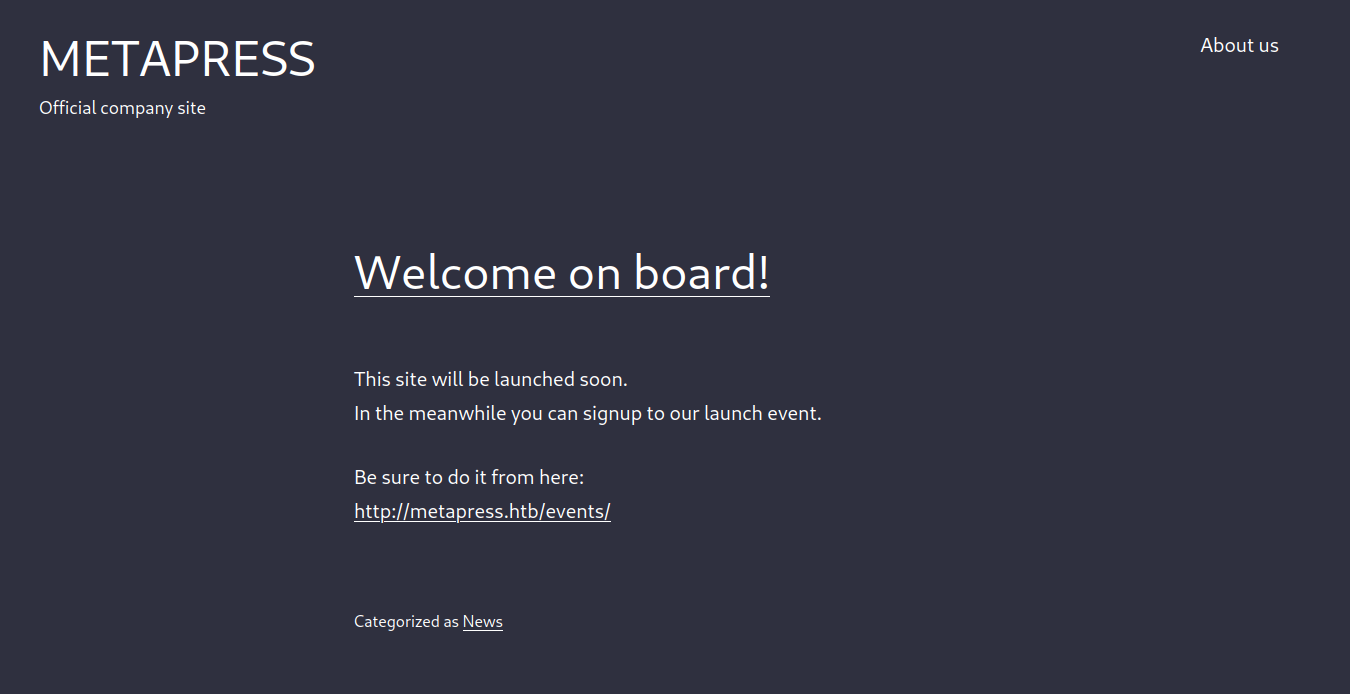 METAPRESS
About us
Official company site
Welcome on board!
This site will be launched soon.
In the meanwhile you can signup to our launch event.
Be sure to do it from here:
http://metapress.htb/events/
Categorized as News